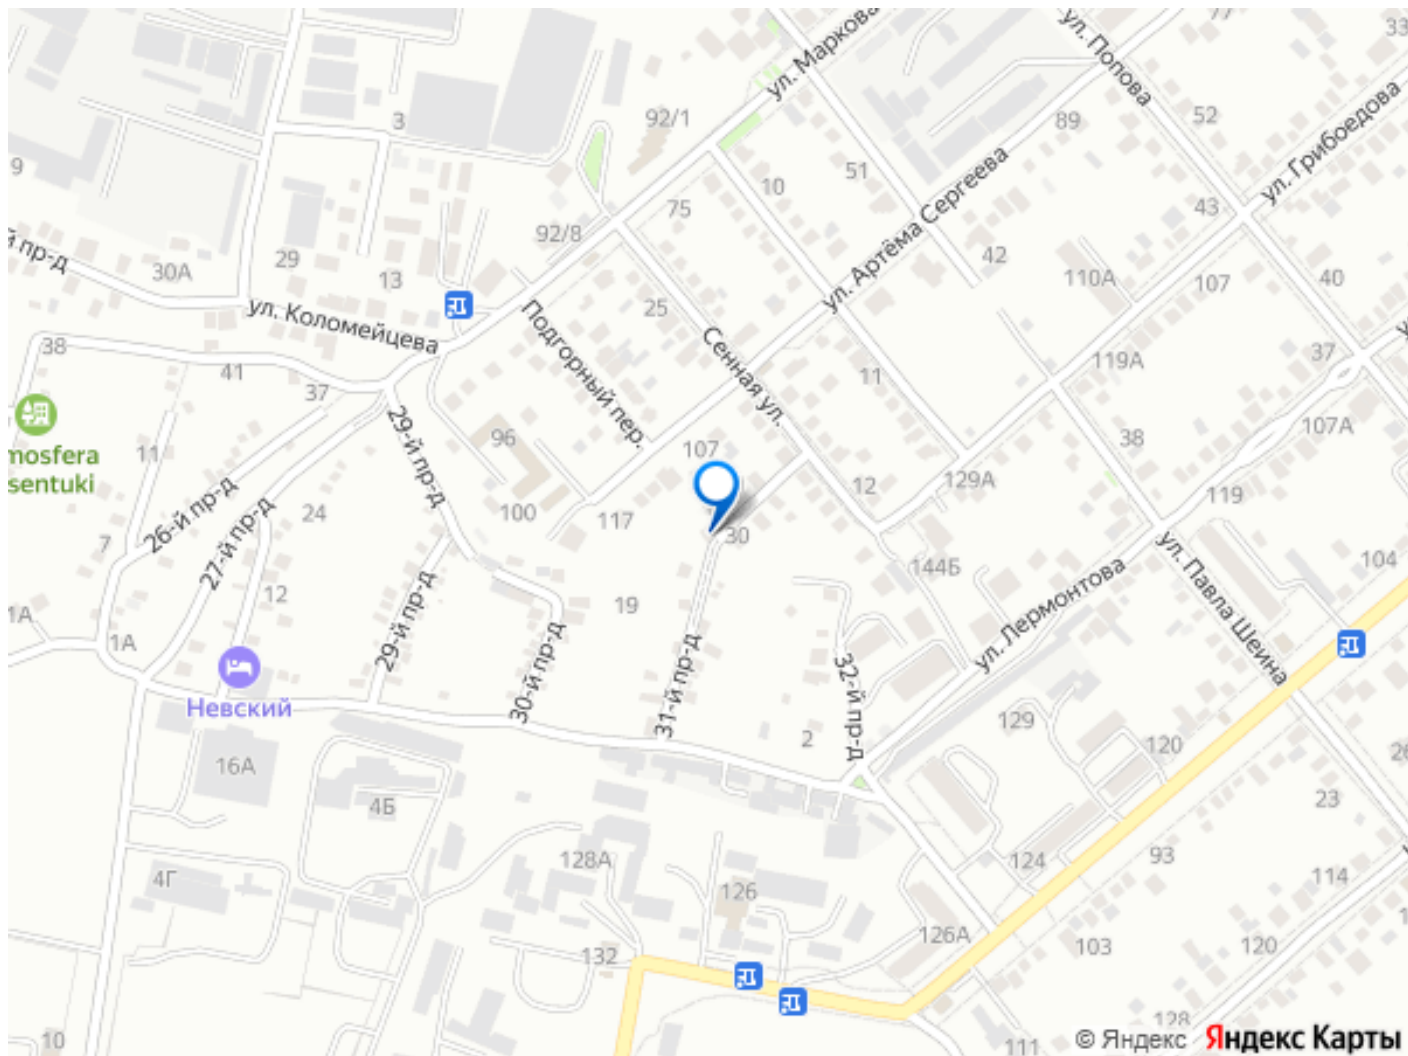 ул. Маркова
ул. Попова
77
33
52
ул. Грибоедова
3
92/1
89
9
51
10
ул. Артёма Сергеева
43
75
92/8
й пр-д
30А
29
13
42
110А
107
40
ул. Коломейцева
25
Подгорный пер.
Сенная ул.
38
41
37
11
119А
37
29-й пр-д
96
107
38
107А
mosfera
sentuki
11
26-й пр-д
27-й пр-д
24
100
117
30
12
129А
119
7
104
144Б
ул. Лермонтова
ул. Павла Шеина
1А
1А
12
29-й пр-д
19
30-й пр-д
31-й пр-д
32-й пр-д
Невский
2
129
120
16А
4Б
26
23
128А
124
93
4Г
126
114
132
126А
103
120
10
128
111
© Яндекс Яндекс Карты